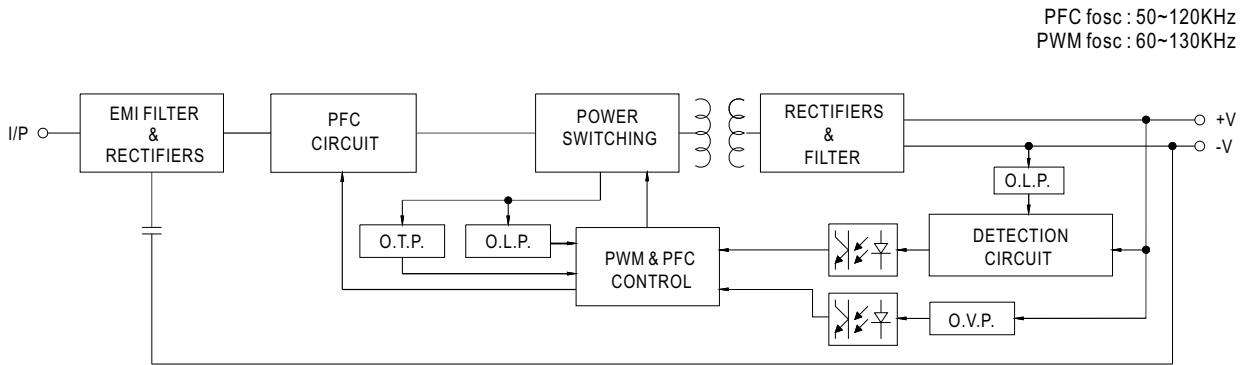 PFC fosc : 50~120KHz
PWM fosc : 60~130KHz
I/P
EMI FILTER
&
RECTIFIERS
PFC
CIRCUIT
POWER
SWITCHING
RECTIFIERS
&
FILTER
+V
-V
O.L.P.
O.T.P.
O.L.P.
PWM & PFC
CONTROL
DETECTION
CIRCUIT
O.V.P.